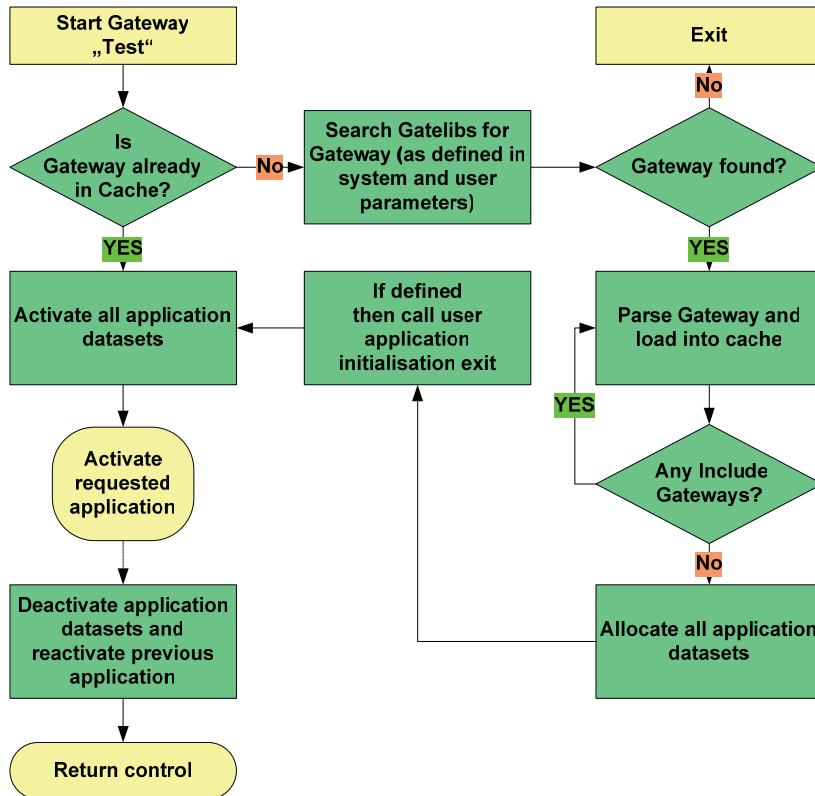 Start Gateway
„Test“
Exit
No
Is
Gateway already
in Cache?
No
Search Gatelibs for
Gateway (as defined in
system and user
parameters)
Gateway found?
YES
YES
Activate all application
datasets
If defined
then call user
application
initialisation exit
Parse Gateway and
load into cache
YES
Activate
requested
application
Any Include
Gateways?
No
Deactivate application
datasets and
reactivate previous
application
Allocate all application
datasets
Return control